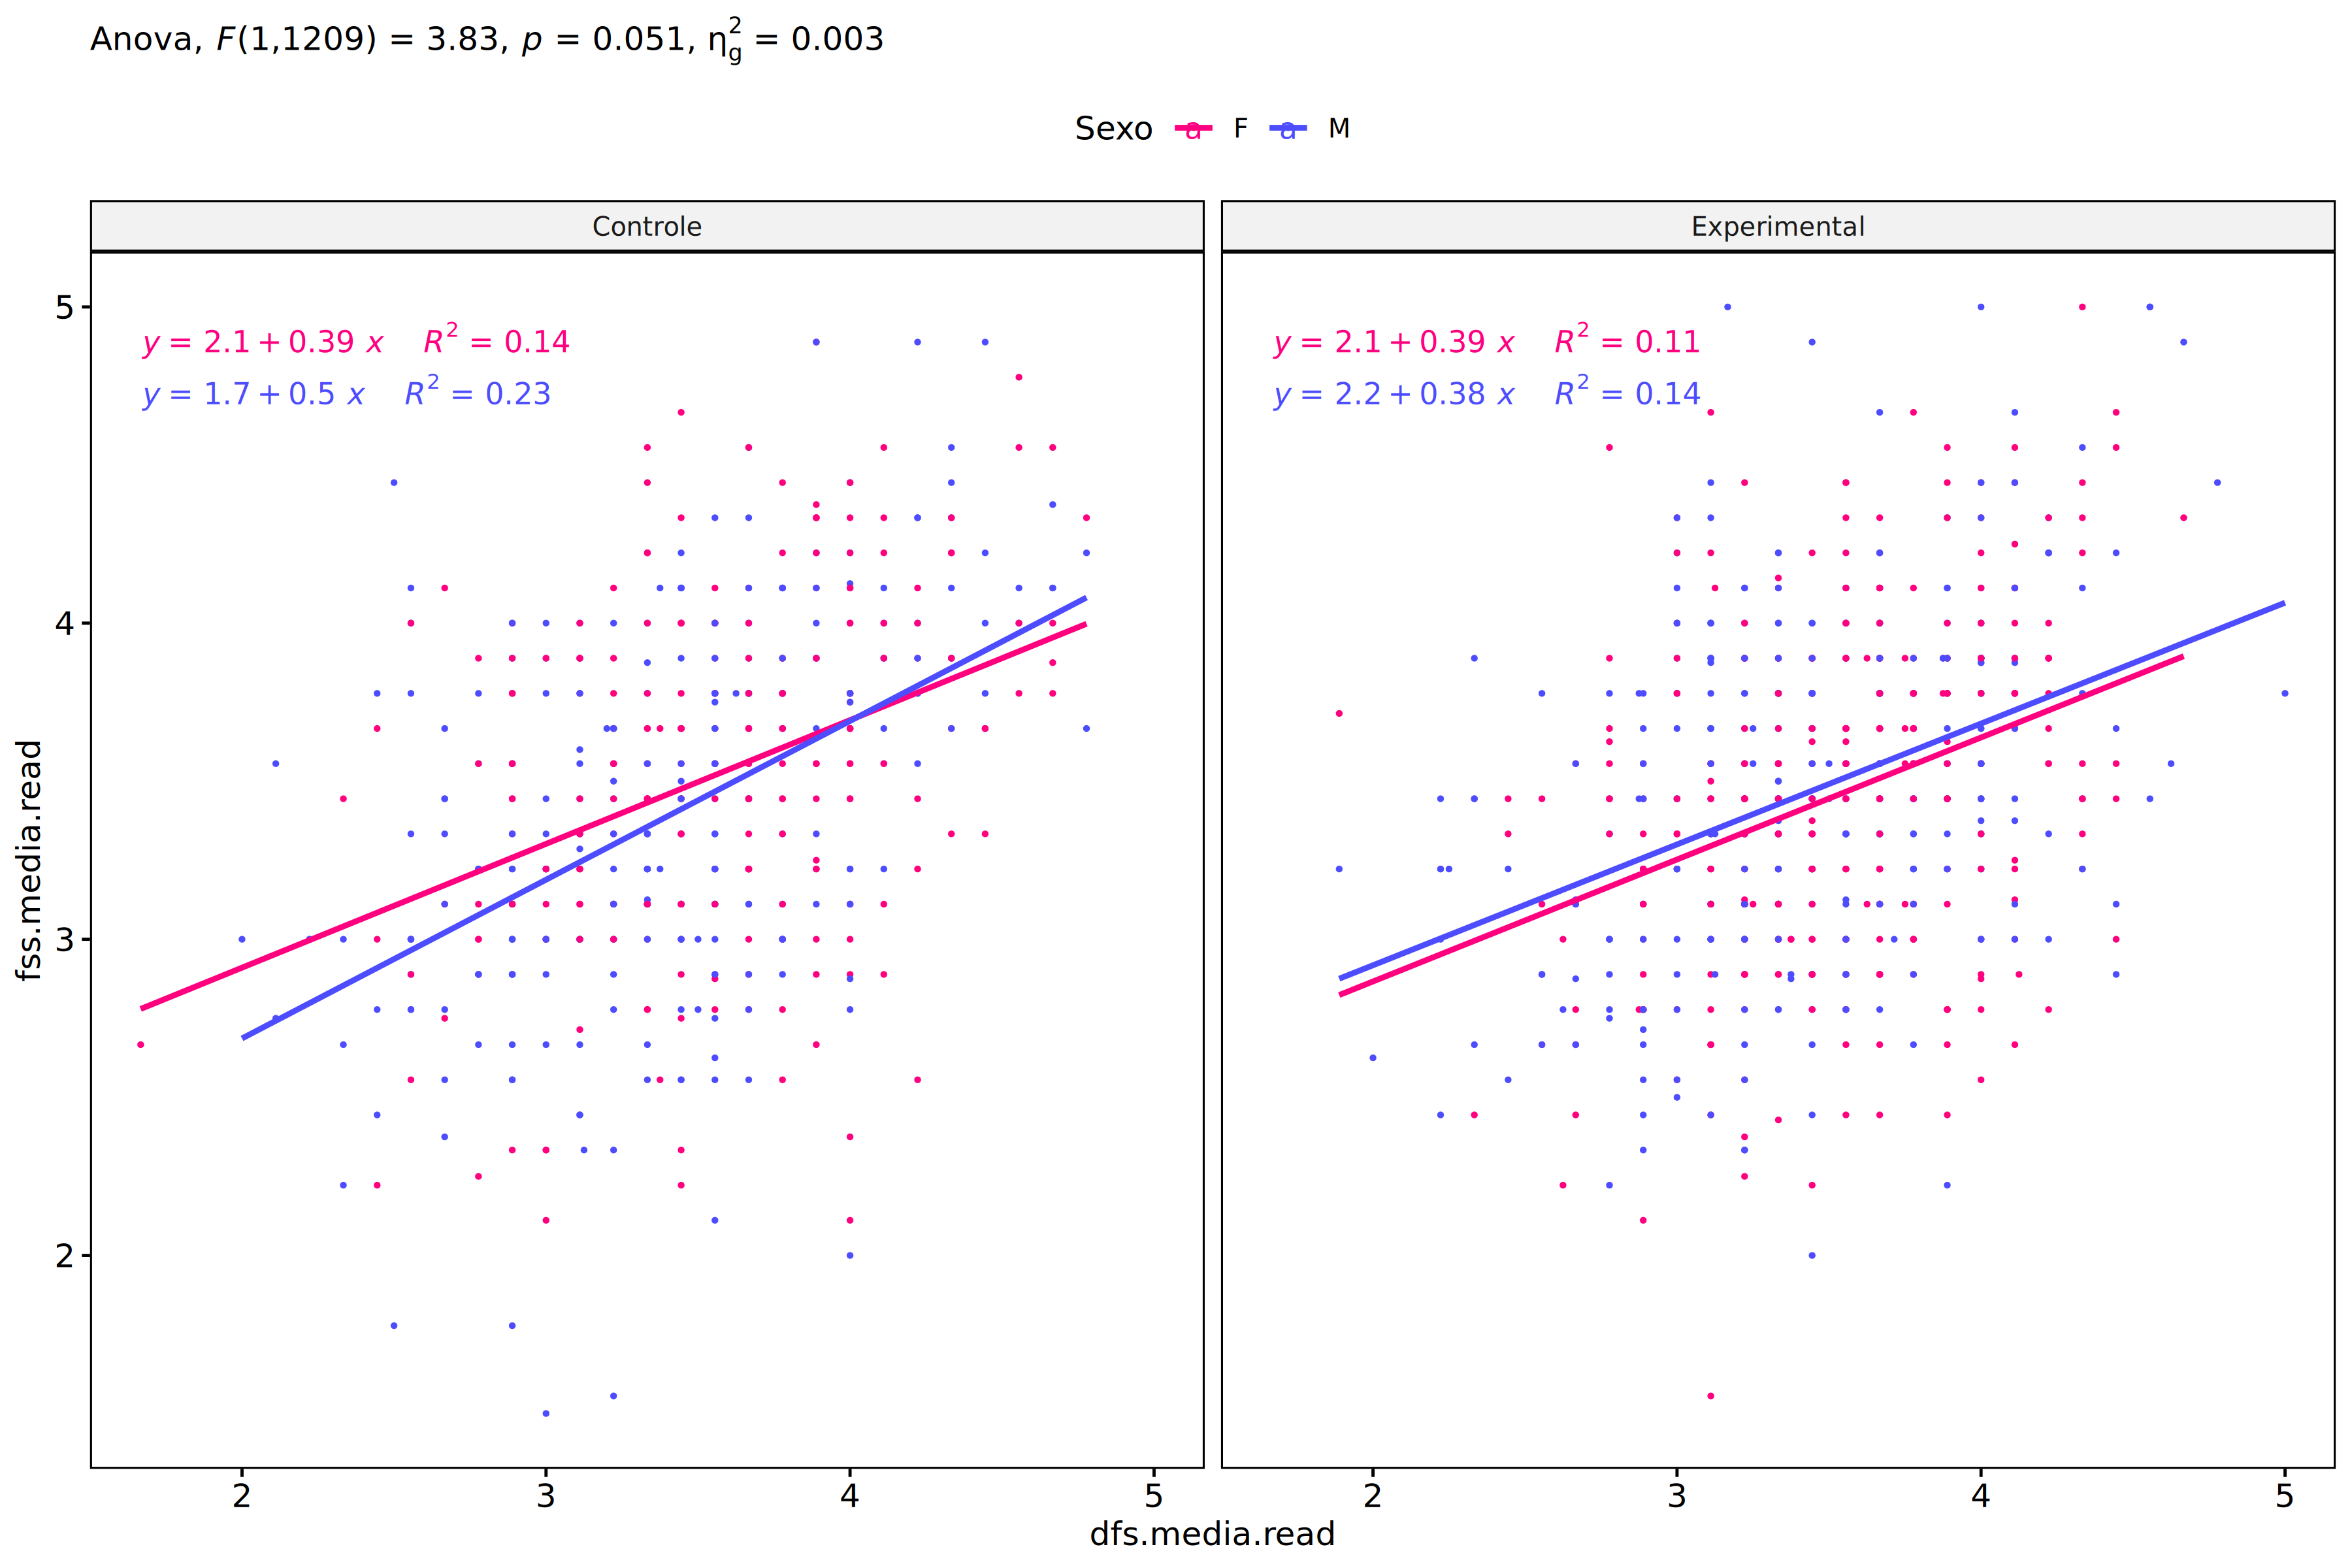 Anova, F(1,1209) = 3.83, p = 0.051, η²g = 0.003
Sexo a F a M
Controle
Experimental
y = 2.1 + 0.39 x R² = 0.14
y = 1.7 + 0.5 x R² = 0.23
y = 2.1 + 0.39 x R² = 0.11
y = 2.2 + 0.38 x R² = 0.14
fss.media.read
5
4
3
2
2 3 4 5
2 3 4 5
dfs.media.read